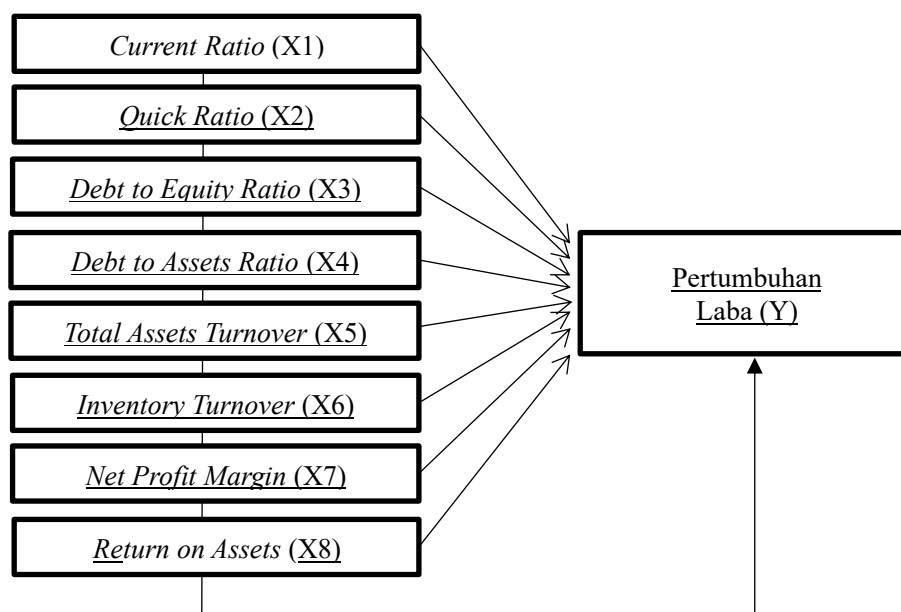 Current Ratio (X1)
Quick Ratio (X2)
Debt to Equity Ratio (X3)
Debt to Assets Ratio (X4)
Total Assets Turnover (X5)
Inventory Turnover (X6)
Net Profit Margin (X7)
Return on Assets (X8)
Pertumbuhan
Laba (Y)